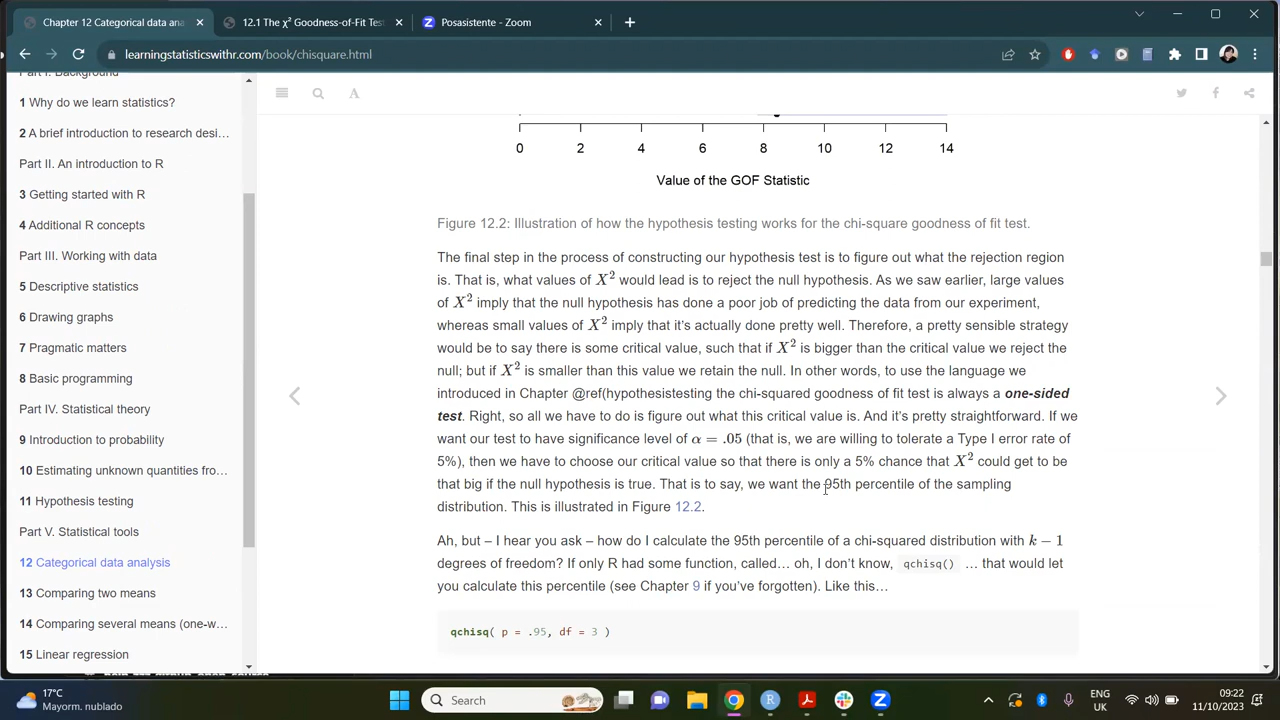 Chapter 12 Categorical data ana
12.1 The χ² Goodness-of-Fit Test
Posasistente - Zoom
learningstatisticswithr.com/book/chisquare.html
Part I. Background
1 Why do we learn statistics?
2 A brief introduction to research desi...
Part II. An introduction to R
3 Getting started with R
4 Additional R concepts
Part III. Working with data
5 Descriptive statistics
6 Drawing graphs
7 Pragmatic matters
8 Basic programming
Part IV. Statistical theory
9 Introduction to probability
10 Estimating unknown quantities fro...
11 Hypothesis testing
Part V. Statistical tools
12 Categorical data analysis
13 Comparing two means
14 Comparing several means (one-w...
15 Linear regression
A
0 2 4 6 8 10 12 14
Value of the GOF Statistic
Figure 12.2: Illustration of how the hypothesis testing works for the chi-square goodness of fit test.
The final step in the process of constructing our hypothesis test is to figure out what the rejection region
is. That is, what values of X² would lead is to reject the null hypothesis. As we saw earlier, large values
of X² imply that the null hypothesis has done a poor job of predicting the data from our experiment,
whereas small values of X² imply that it's actually done pretty well. Therefore, a pretty sensible strategy
would be to say there is some critical value, such that if X² is bigger than the critical value we reject the
null; but if X² is smaller than this value we retain the null. In other words, to use the language we
introduced in Chapter @ref(hypothesistesting the chi-squared goodness of fit test is always a one-sided
test. Right, so all we have to do is figure out what this critical value is. And it's pretty straightforward. If we
want our test to have significance level of α = .05 (that is, we are willing to tolerate a Type I error rate of
5%), then we have to choose our critical value so that there is only a 5% chance that X² could get to be
that big if the null hypothesis is true. That is to say, we want the 95th percentile of the sampling
distribution. This is illustrated in Figure 12.2.
Ah, but – I hear you ask – how do I calculate the 95th percentile of a chi-squared distribution with k − 1
degrees of freedom? If only R had some function, called... oh, I don't know, qchisq() ... that would let
you calculate this percentile (see Chapter 9 if you've forgotten). Like this...
qchisq( p = .95, df = 3 )
17°C
Mayorm. nublado
Search
ENG
UK
09:22
11/10/2023